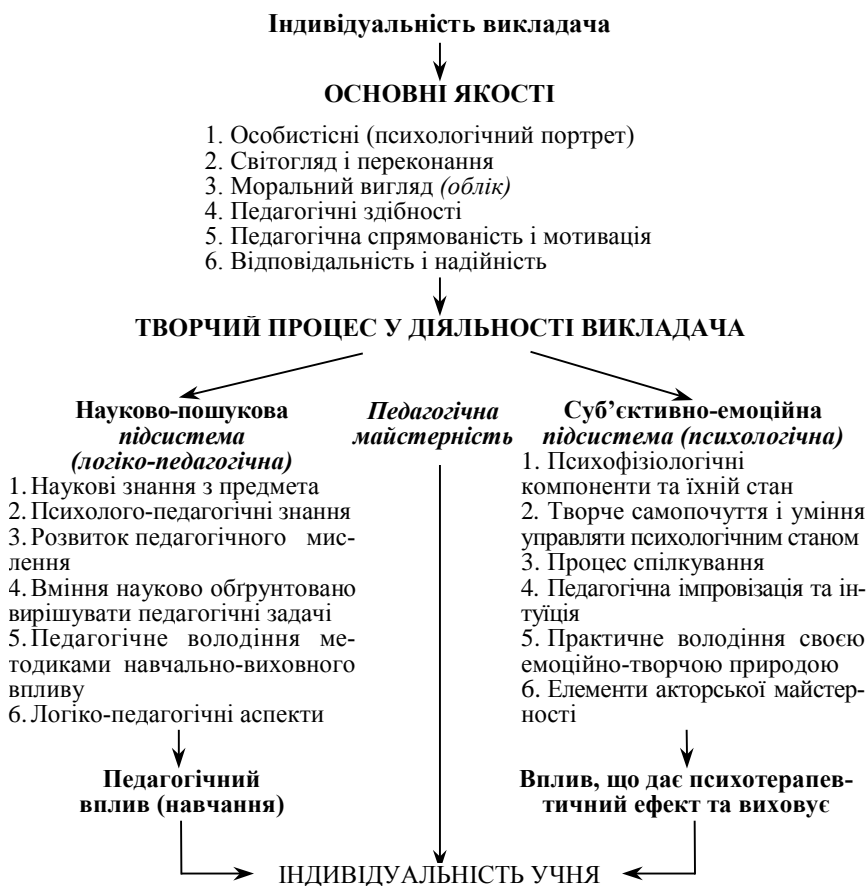 Індивідуальність викладача
ОСНОВНІ ЯКОСТІ
1. Особистісні (психологічний портрет)
2. Світогляд і переконання
3. Моральний вигляд (облік)
4. Педагогічні здібності
5. Педагогічна спрямованість і мотивація
6. Відповідальність і надійність
ТВОРЧИЙ ПРОЦЕС У ДІЯЛЬНОСТІ ВИКЛАДАЧА
Науково-пошукова
підсистема
(логіко-педагогічна)
1. Наукові знання з предмета
2. Психолого-педагогічні знання
3. Розвиток педагогічного мис-
лення
4. Вміння науково обґрунтовано
вирішувати педагогічні задачі
5. Педагогічне володіння ме-
тодиками навчально-виховного
впливу
6. Логіко-педагогічні аспекти
Педагогічний
вплив (навчання)
Педагогічна
майстерність
Суб’єктивно-емоційна
підсистема (психологічна)
1. Психофізіологічні
компоненти та їхній стан
2. Творче самопочуття і уміння
управляти психологічним станом
3. Процес спілкування
4. Педагогічна імпровізація та ін-
туїція
5. Практичне володіння своєю
емоційно-творчою природою
6. Елементи акторської майстер-
ності
Вплив, що дає психотерапев-
тичний ефект та виховує
ІНДИВІДУАЛЬНІСТЬ УЧНЯ